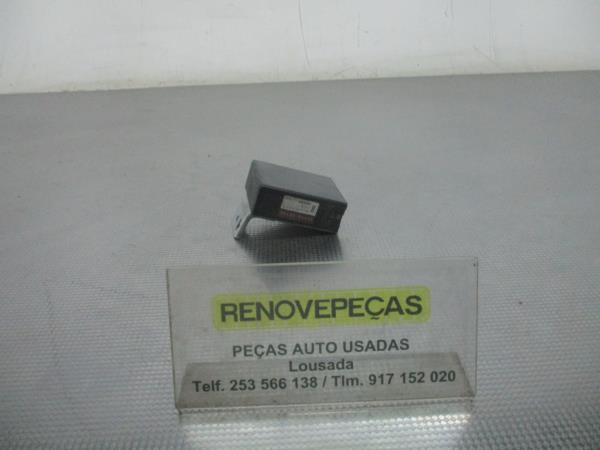 RENOVEPEÇAS
PEÇAS AUTO USADAS
Lousada
Telf. 253 566 138 / Tlm. 917 152 020